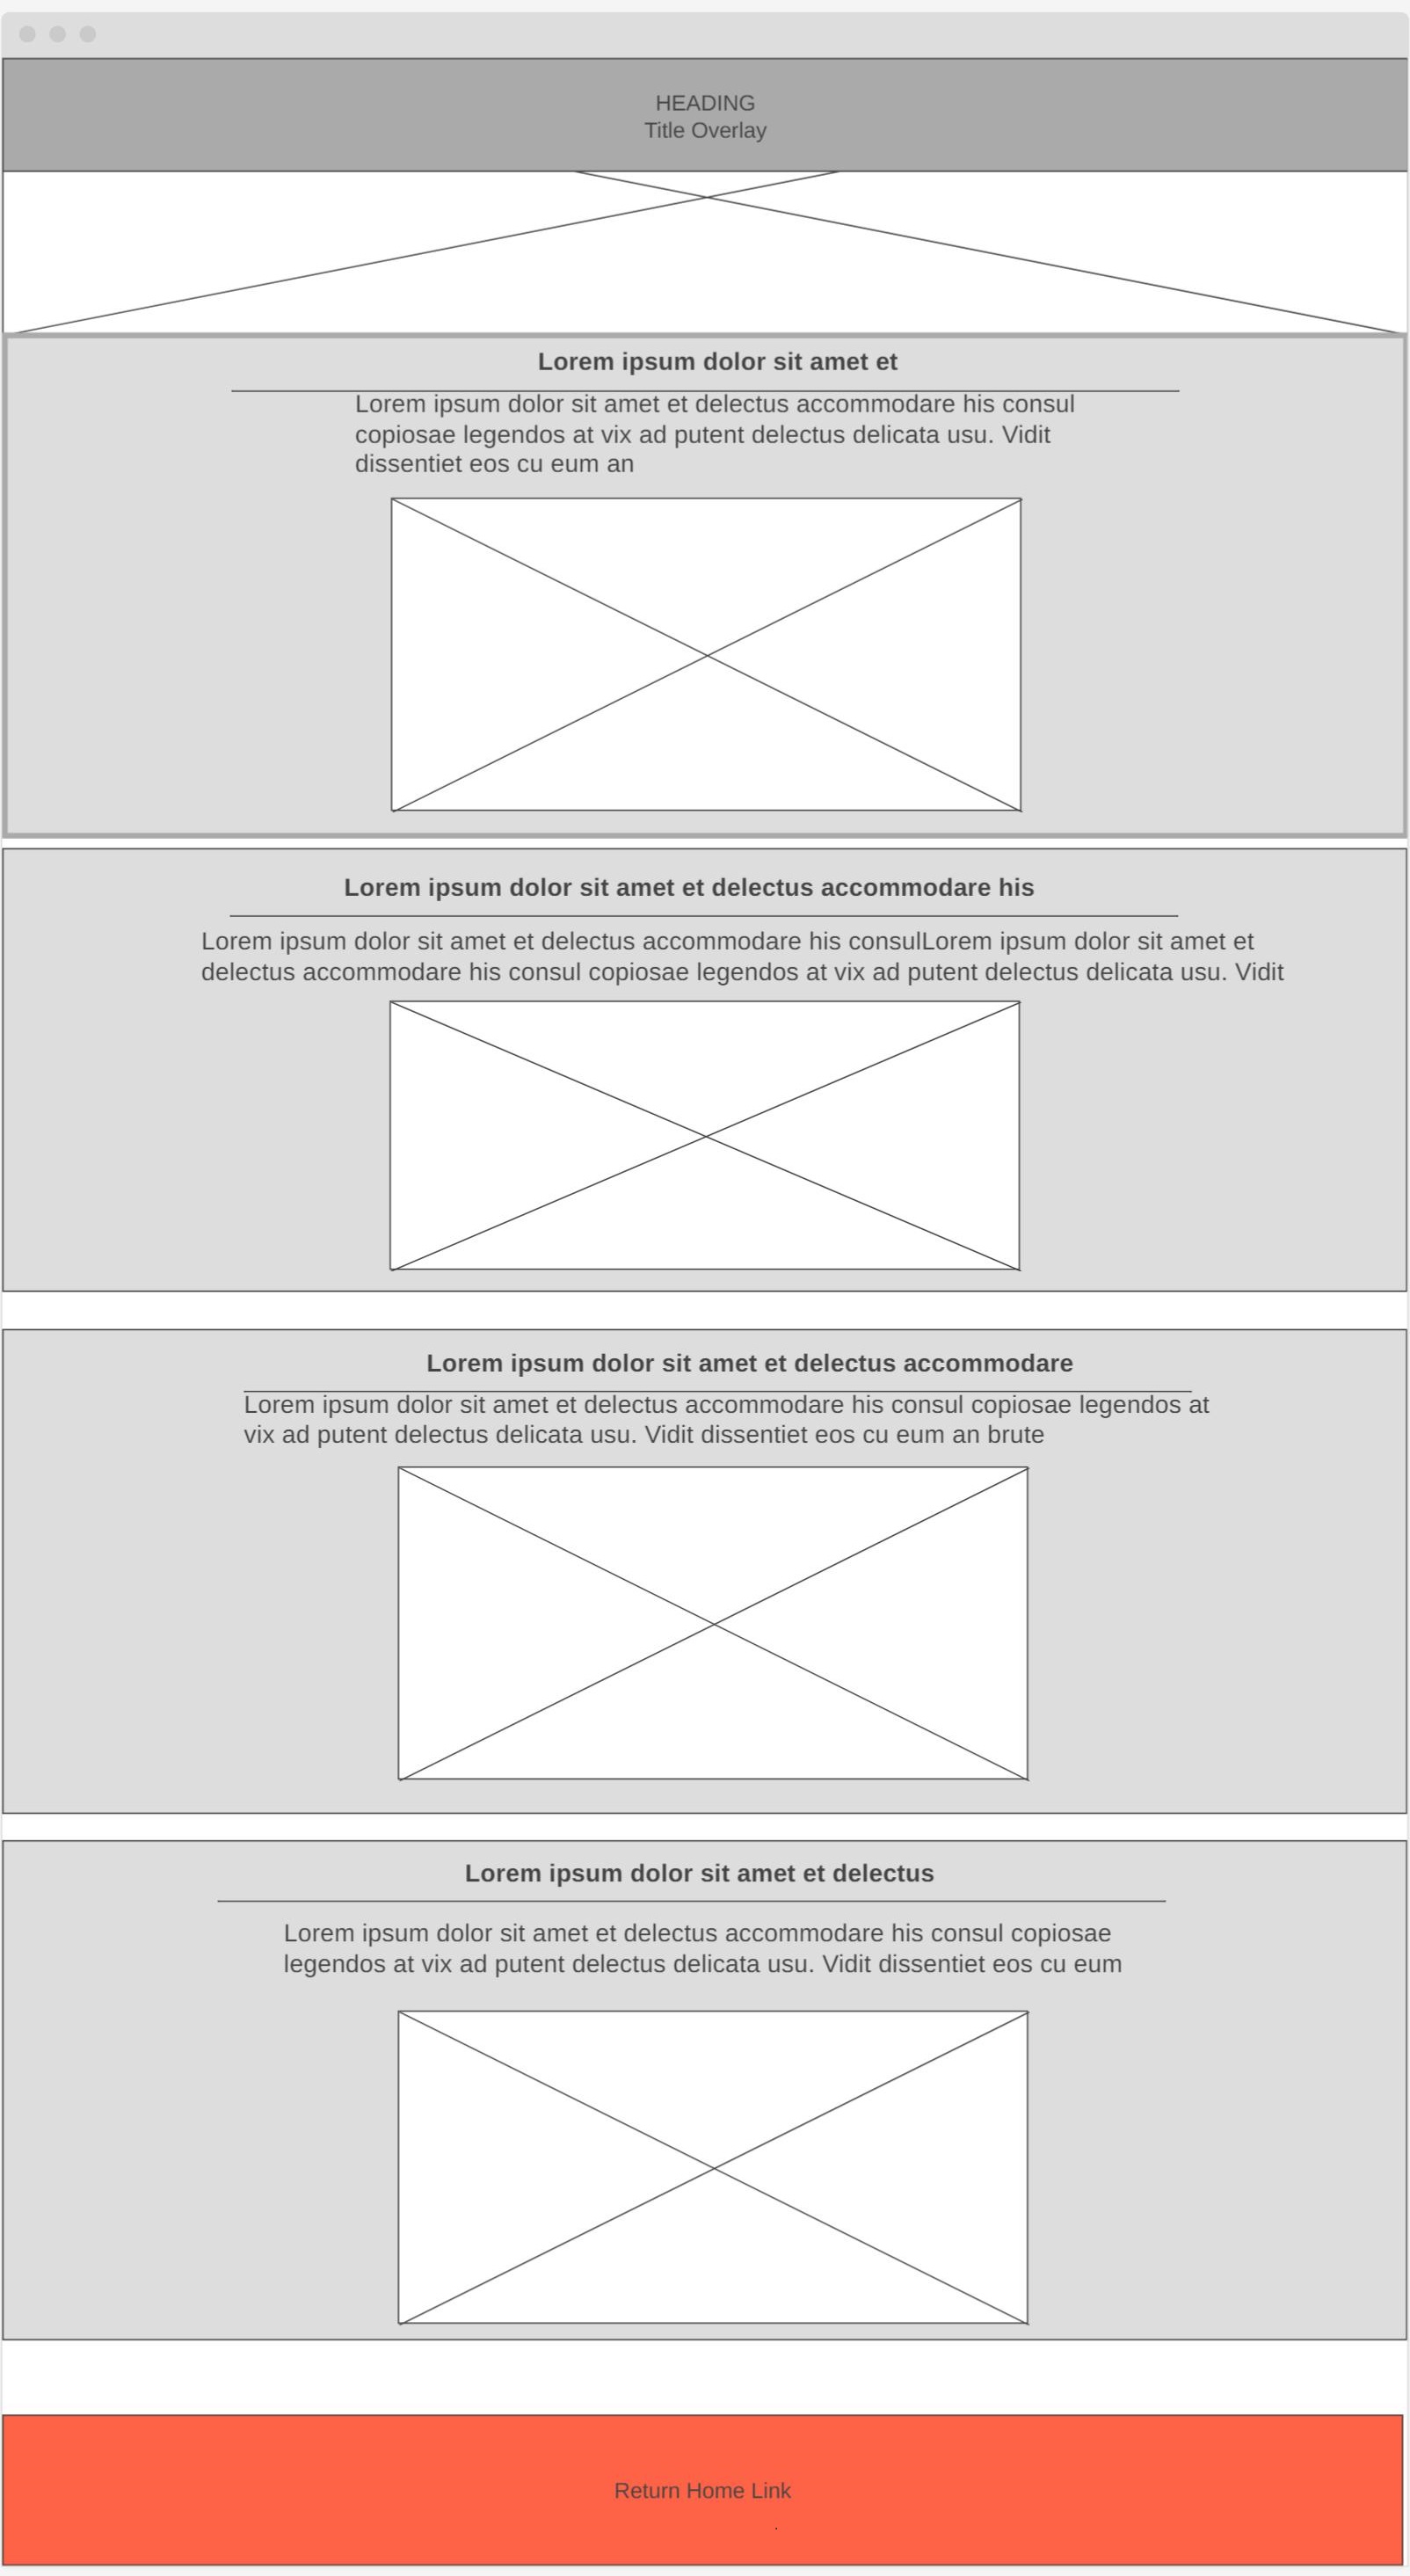 HEADING
Title Overlay
Lorem ipsum dolor sit amet et
Lorem ipsum dolor sit amet et delectus accommodare his consul
copiosae legendos at vix ad putent delectus delicata usu. Vidit
dissentiet eos cu eum an
Lorem ipsum dolor sit amet et delectus accommodare his
Lorem ipsum dolor sit amet et delectus accommodare his consulLorem ipsum dolor sit amet et
delectus accommodare his consul copiosae legendos at vix ad putent delectus delicata usu. Vidit
Lorem ipsum dolor sit amet et delectus accommodare
Lorem ipsum dolor sit amet et delectus accommodare his consul copiosae legendos at
vix ad putent delectus delicata usu. Vidit dissentiet eos cu eum an brute
Lorem ipsum dolor sit amet et delectus
Lorem ipsum dolor sit amet et delectus accommodare his consul copiosae
legendos at vix ad putent delectus delicata usu. Vidit dissentiet eos cu eum
Return Home Link
.